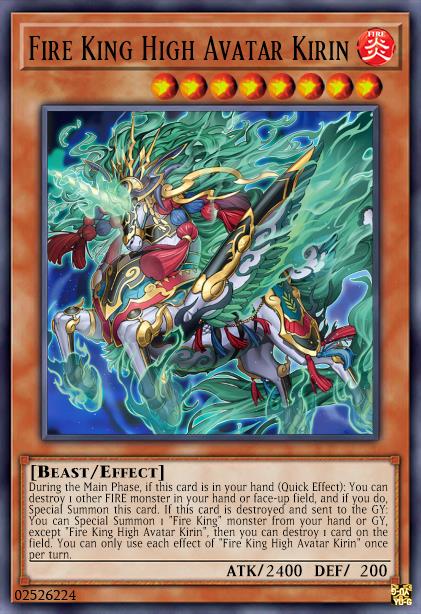 FIRE KING HIGH AVATAR KIRIN
FIRE
炎
[BEAST/EFFECT]
During the Main Phase, if this card is in your hand (Quick Effect): You can
destroy 1 other FIRE monster in your hand or face-up field, and if you do,
Special Summon this card. If this card is destroyed and sent to the GY:
You can Special Summon 1 "Fire King" monster from your hand or GY,
except "Fire King High Avatar Kirin", then you can destroy 1 card on
the field. You can only use each effect of "Fire King High Avatar Kirin" once
per turn.
ATK/2400 DEF/ 200
02526224